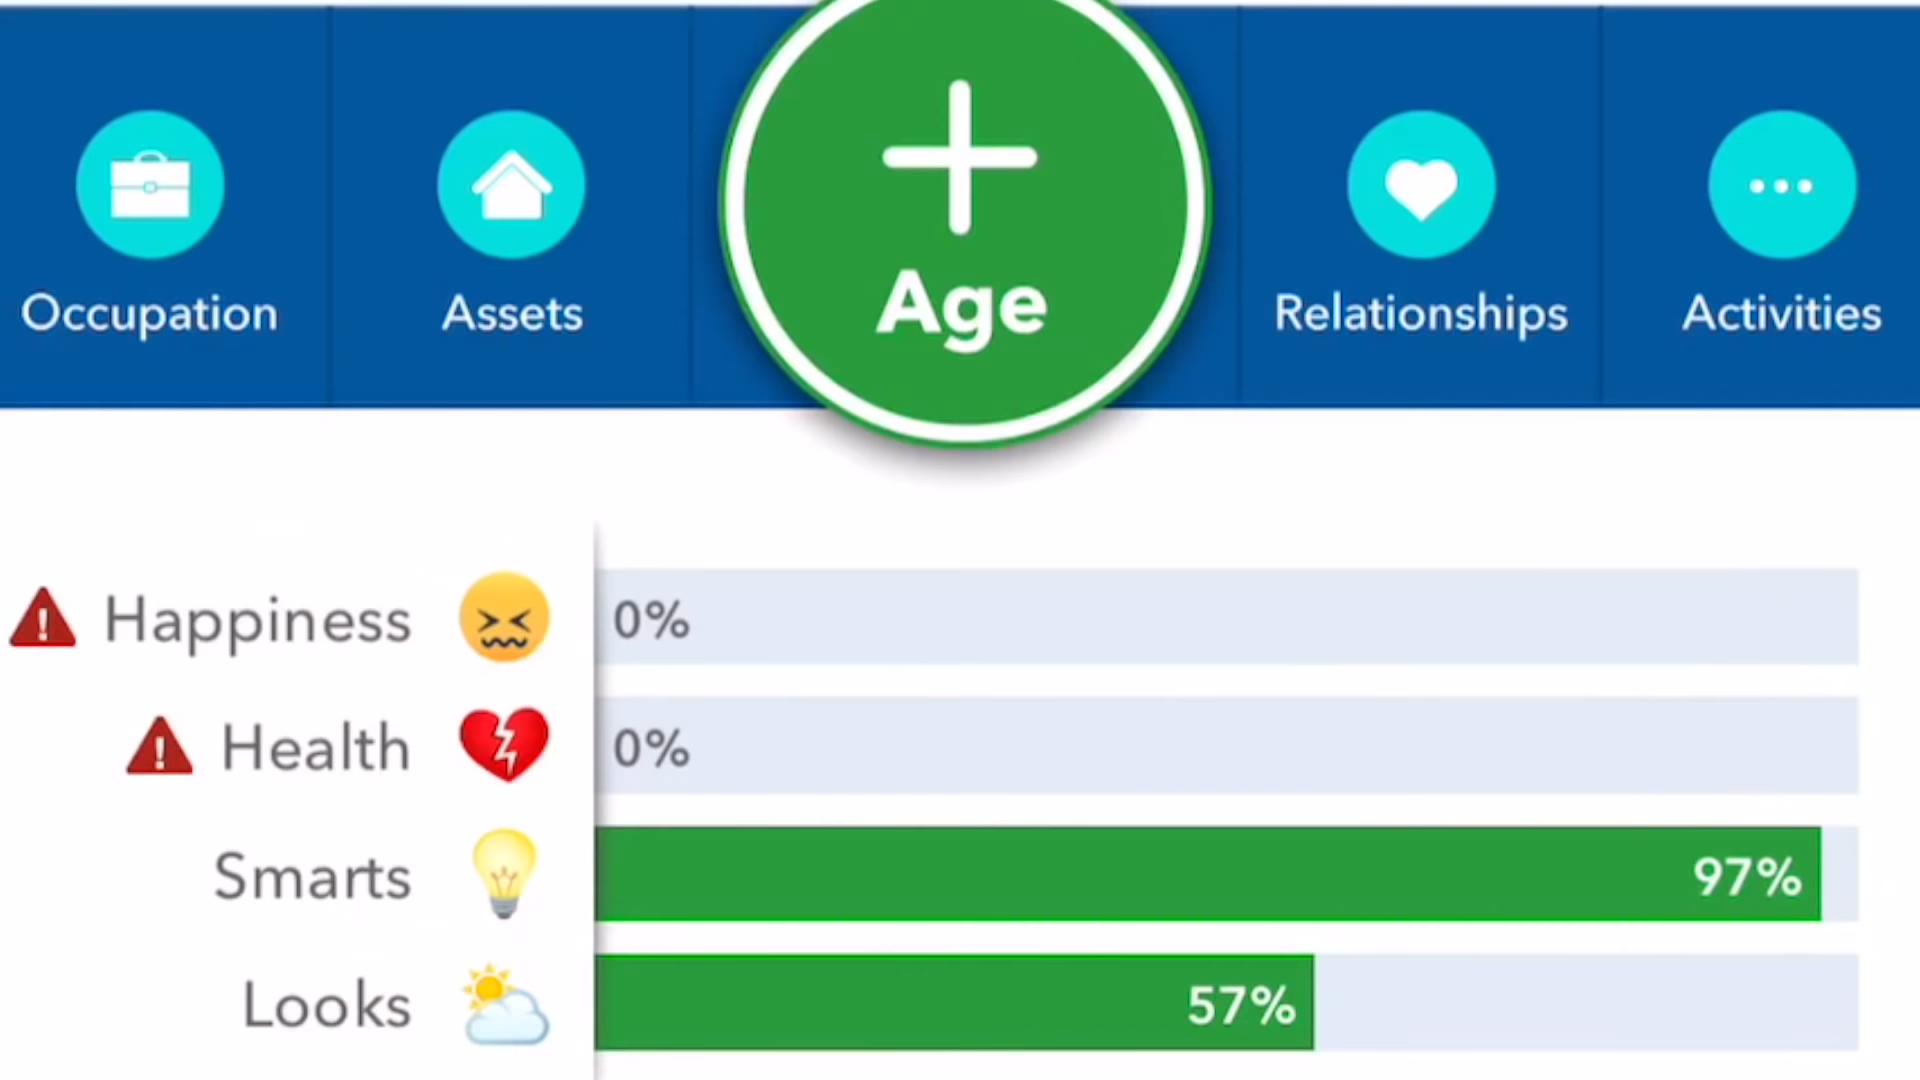 Occupation
Assets
Age
Relationships
Activities
Happiness 0%
Health 0%
Smarts 97%
Looks 57%